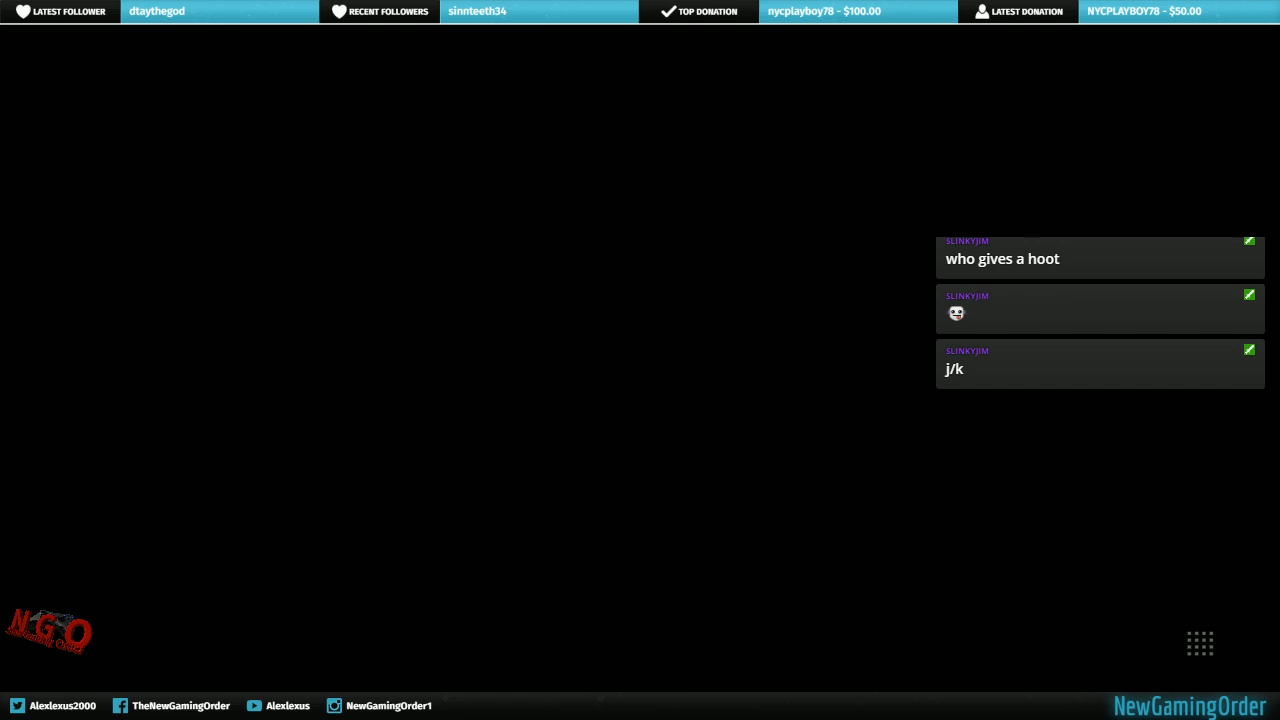 LATEST FOLLOWER dtaythegod RECENT FOLLOWERS sinnteeth34 TOP DONATION nycplayboy78 - $100.00 LATEST DONATION NYCPLAYBOY78 - $50.00
SLINKYJIM
who gives a hoot
SLINKYJIM
SLINKYJIM
j/k
NGO
Alexlexus2000 TheNewGamingOrder Alexlexus NewGamingOrder1 NewGamingOrder